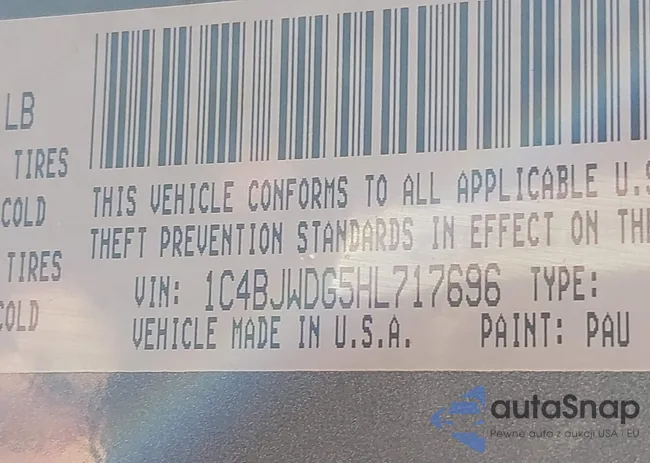 LB
TIRES
COLD
TIRES
COLD
THIS VEHICLE CONFORMS TO ALL APPLICABLE U.S
THEFT PREVENTION STANDARDS IN EFFECT ON THE
VIN: 1C4BJWDG5HL717696 TYPE:
VEHICLE MADE IN U.S.A. PAINT: PAU
autaSnap
Pewne auta z aukcji USA i EU